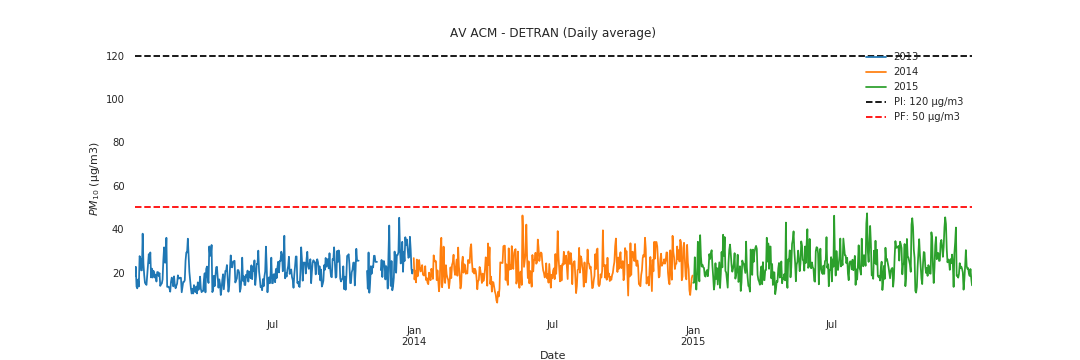 AV ACM - DETRAN (Daily average)
120
100
80
60
40
20
PM10 (µg/m3)
2013
2014
2015
PI: 120 µg/m3
PF: 50 µg/m3
Jul
Jan
2014
Jul
Jan
2015
Jul
Date